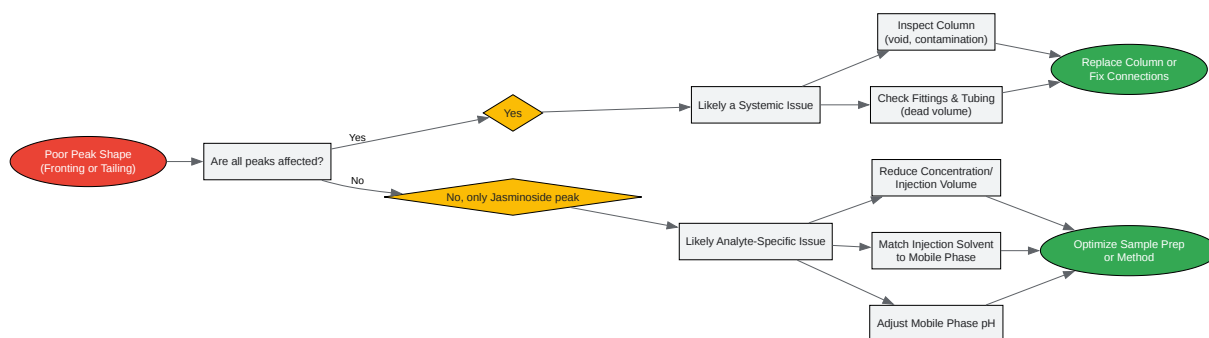 Poor Peak Shape
(Fronting or Tailing)
Are all peaks affected?
Yes
No
Yes
No, only Jasminoside peak
Likely a Systemic Issue
Likely Analyte-Specific Issue
Inspect Column
(void, contamination)
Check Fittings & Tubing
(dead volume)
Reduce Concentration/
Injection Volume
Match Injection Solvent
to Mobile Phase
Adjust Mobile Phase pH
Replace Column or
Fix Connections
Optimize Sample Prep
or Method